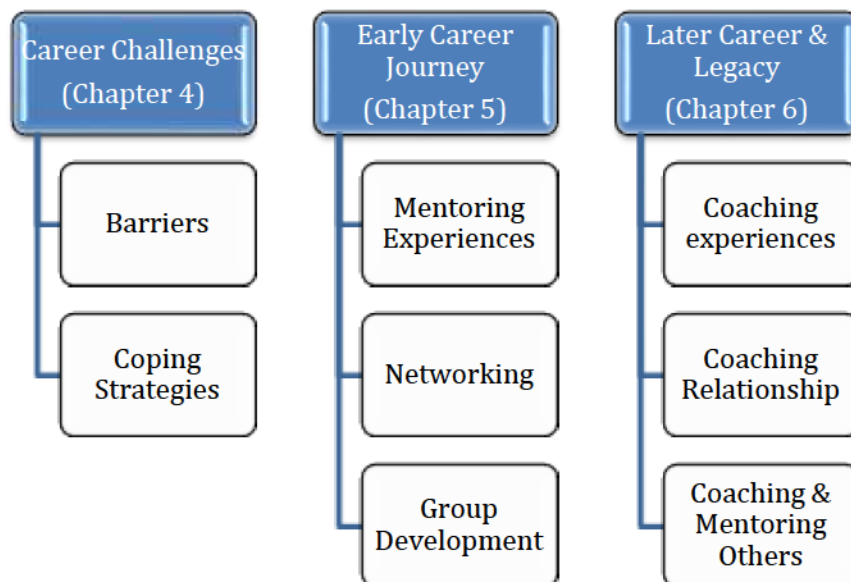 Career Challenges
(Chapter 4)
Barriers
Coping
Strategies
Early Career
Journey
(Chapter 5)
Mentoring
Experiences
Networking
Group
Development
Later Career &
Legacy
(Chapter 6)
Coaching
experiences
Coaching
Relationship
Coaching &
Mentoring
Others